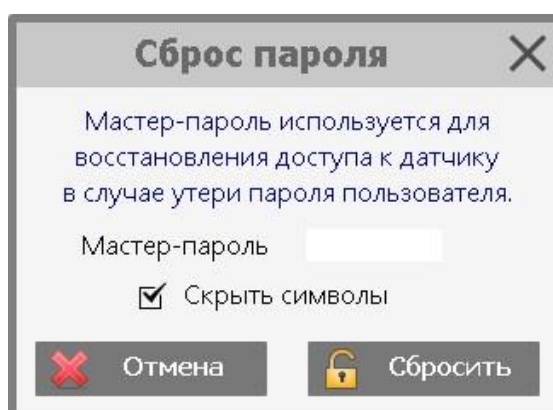 Сброс пароля
Мастер-пароль используется для
восстановления доступа к датчику
в случае утери пароля пользователя.
Мастер-пароль
Скрыть символы
Отмена
Сбросить